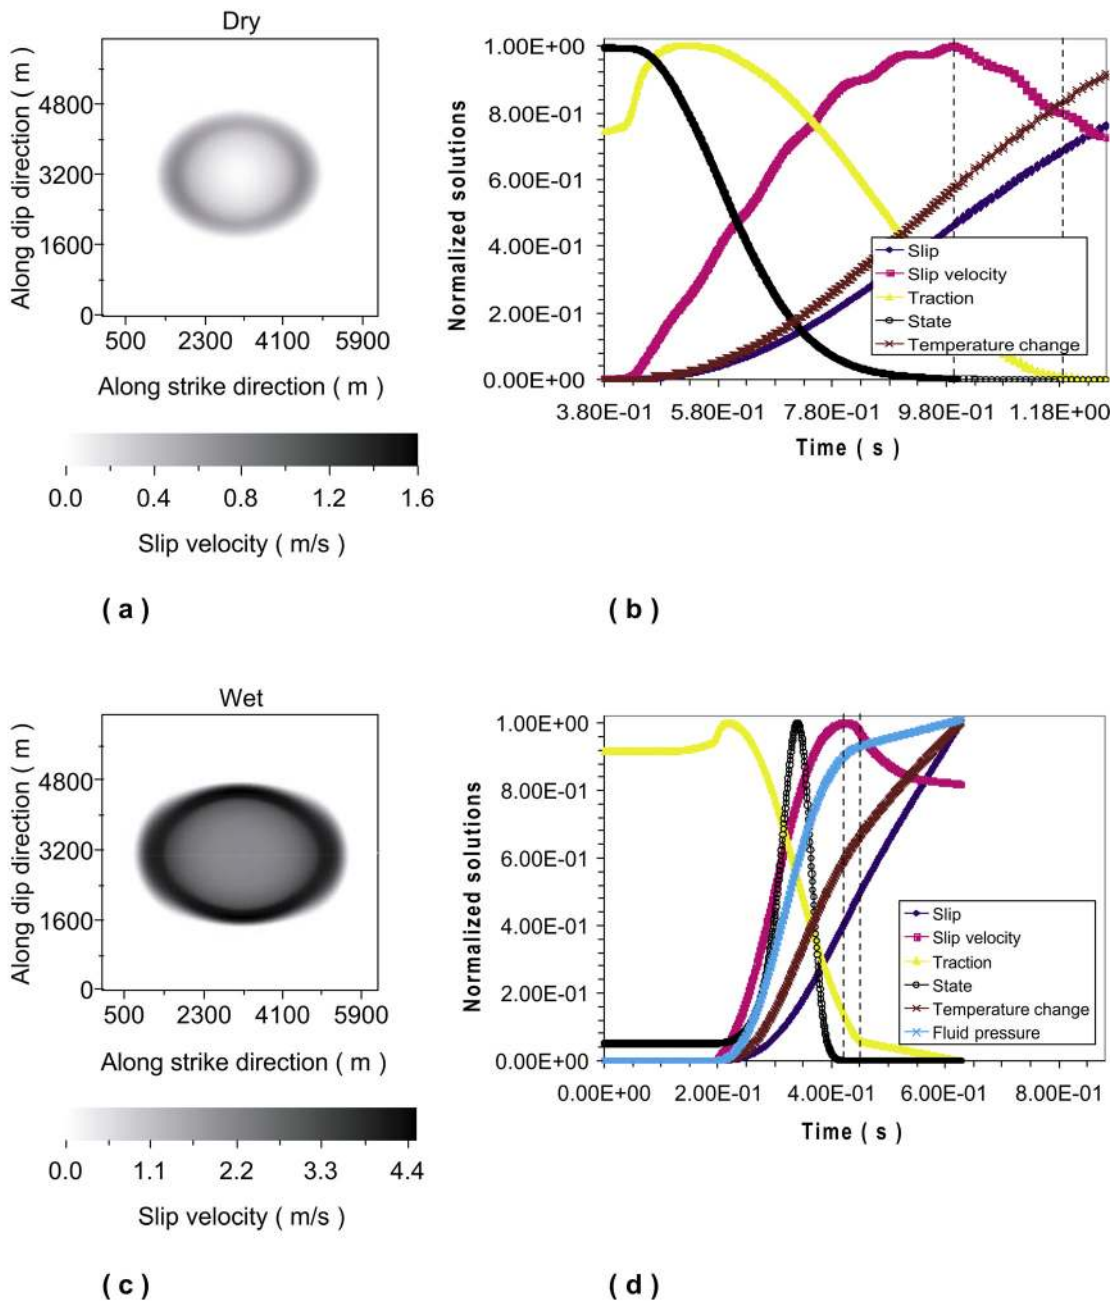 Dry
Along dip direction ( m )
4800
3200
1600
0
500 2300 4100 5900
Along strike direction ( m )
0.0 0.4 0.8 1.2 1.6
Slip velocity ( m/s )
( a )
Normalized solutions
1.00E+00
8.00E-01
6.00E-01
4.00E-01
2.00E-01
0.00E+00
Slip
Slip velocity
Traction
State
Temperature change
3.80E-01 5.80E-01 7.80E-01 9.80E-01 1.18E+00
Time ( s )
( b )
Wet
Along dip direction ( m )
4800
3200
1600
0
500 2300 4100 5900
Along strike direction ( m )
0.0 1.1 2.2 3.3 4.4
Slip velocity ( m/s )
( c )
Normalized solutions
1.00E+00
8.00E-01
6.00E-01
4.00E-01
2.00E-01
0.00E+00
Slip
Slip velocity
Traction
State
Temperature change
Fluid pressure
0.00E+00 2.00E-01 4.00E-01 6.00E-01 8.00E-01
Time ( s )
( d )